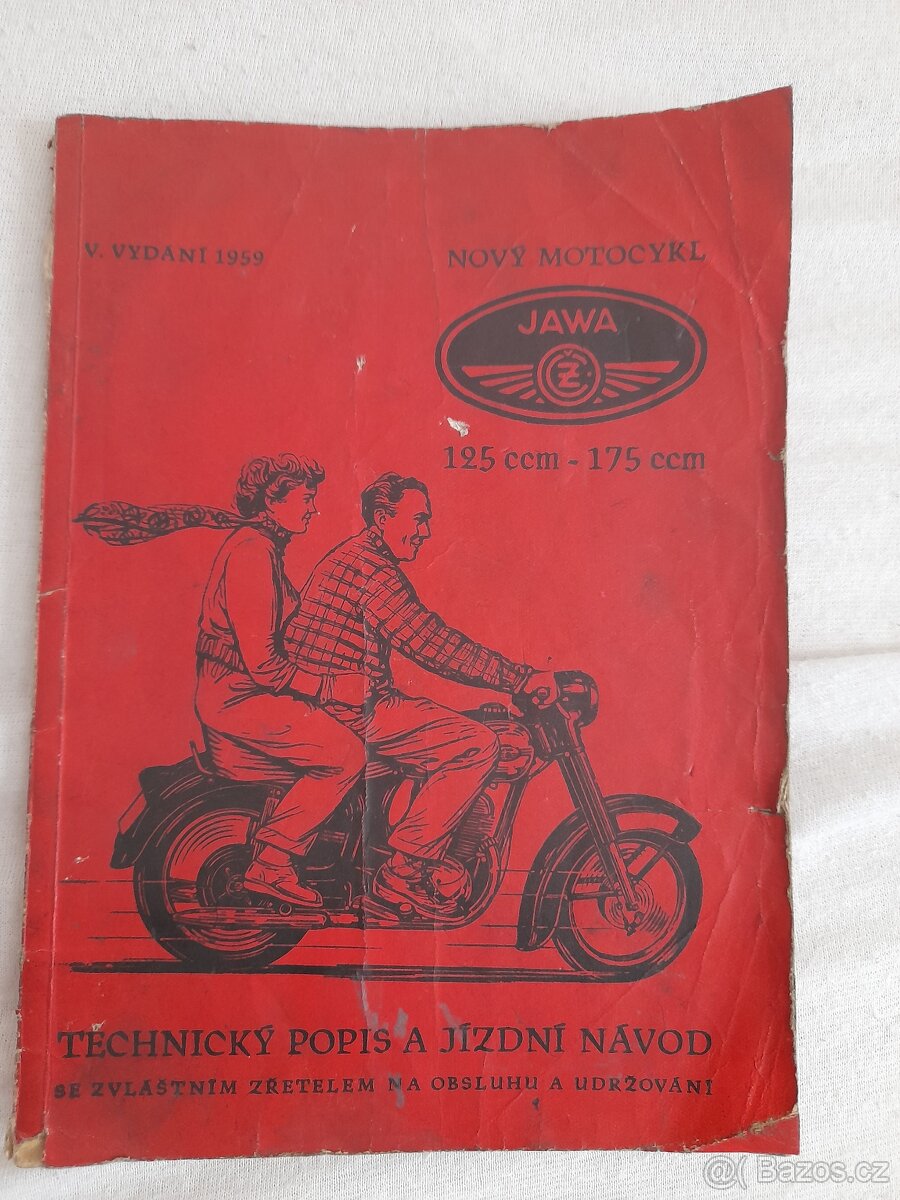 V. VYDÁNÍ 1959
NOVÝ MOTOCYKL
JAWA
ČZ
125 ccm - 175 ccm
TECHNICKÝ POPIS A JÍZDNÍ NÁVOD
SE ZVLÁŠTNÍM ZŘETELEM NA OBSLUHU A UDRŽOVÁNÍ
@( Bazos.cz